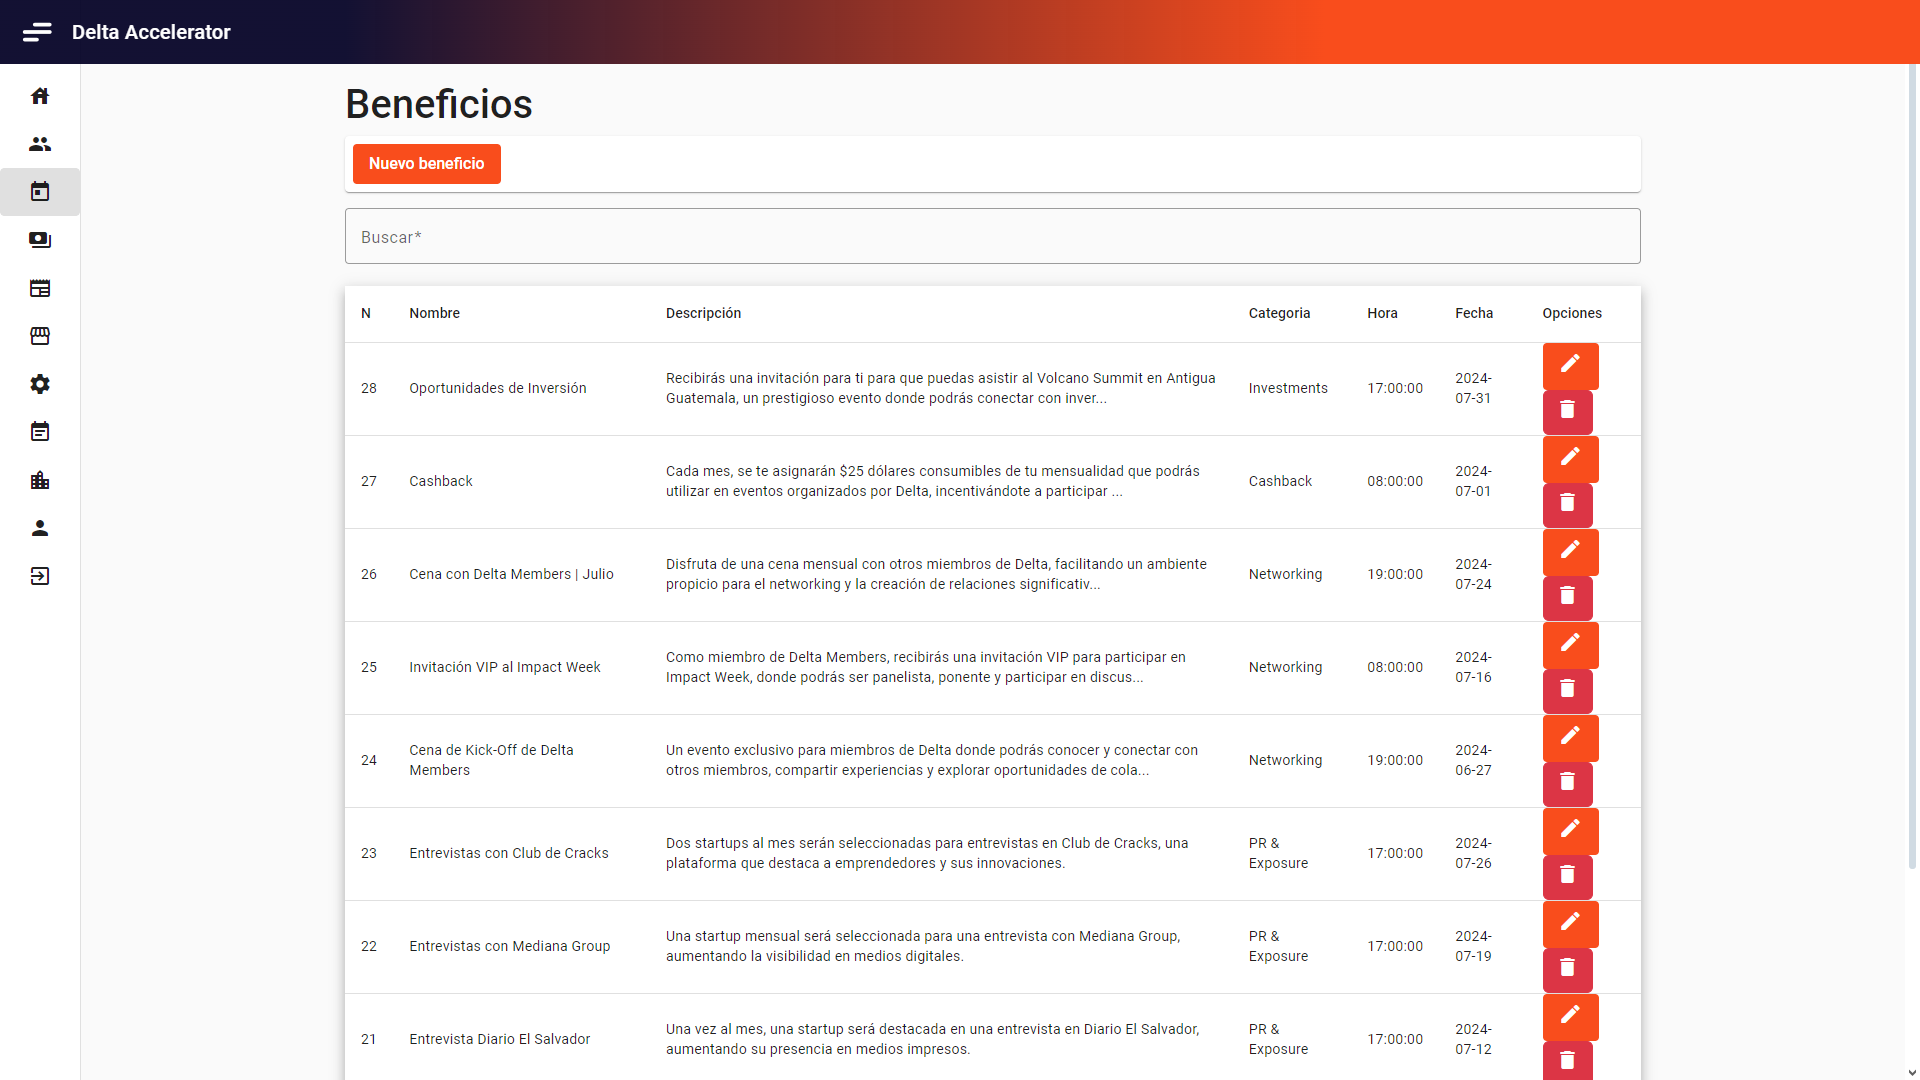 Delta Accelerator
Beneficios
Nuevo beneficio
Buscar*
N Nombre Descripción Categoria Hora Fecha Opciones
28 Oportunidades de Inversión Recibirás una invitación para ti para que puedas asistir al Volcano Summit en Antigua Investments 17:00:00 2024-
Guatemala, un prestigioso evento donde podrás conectar con inver... 07-31
27 Cashback Cada mes, se te asignarán $25 dólares consumibles de tu mensualidad que podrás Cashback 08:00:00 2024-
utilizar en eventos organizados por Delta, incentivándote a participar ... 07-01
26 Cena con Delta Members | Julio Disfruta de una cena mensual con otros miembros de Delta, facilitando un ambiente Networking 19:00:00 2024-
propicio para el networking y la creación de relaciones significativ... 07-24
25 Invitación VIP al Impact Week Como miembro de Delta Members, recibirás una invitación VIP para participar en Networking 08:00:00 2024-
Impact Week, donde podrás ser panelista, ponente y participar en discus... 07-16
24 Cena de Kick-Off de Delta Un evento exclusivo para miembros de Delta donde podrás conocer y conectar con Networking 19:00:00 2024-
Members otros miembros, compartir experiencias y explorar oportunidades de cola... 06-27
23 Entrevistas con Club de Cracks Dos startups al mes serán seleccionadas para entrevistas en Club de Cracks, una PR & 17:00:00 2024-
plataforma que destaca a emprendedores y sus innovaciones. Exposure 07-26
22 Entrevistas con Mediana Group Una startup mensual será seleccionada para una entrevista con Mediana Group, PR & 17:00:00 2024-
aumentando la visibilidad en medios digitales. Exposure 07-19
21 Entrevista Diario El Salvador Una vez al mes, una startup será destacada en una entrevista en Diario El Salvador, PR & 17:00:00 2024-
aumentando su presencia en medios impresos. Exposure 07-12